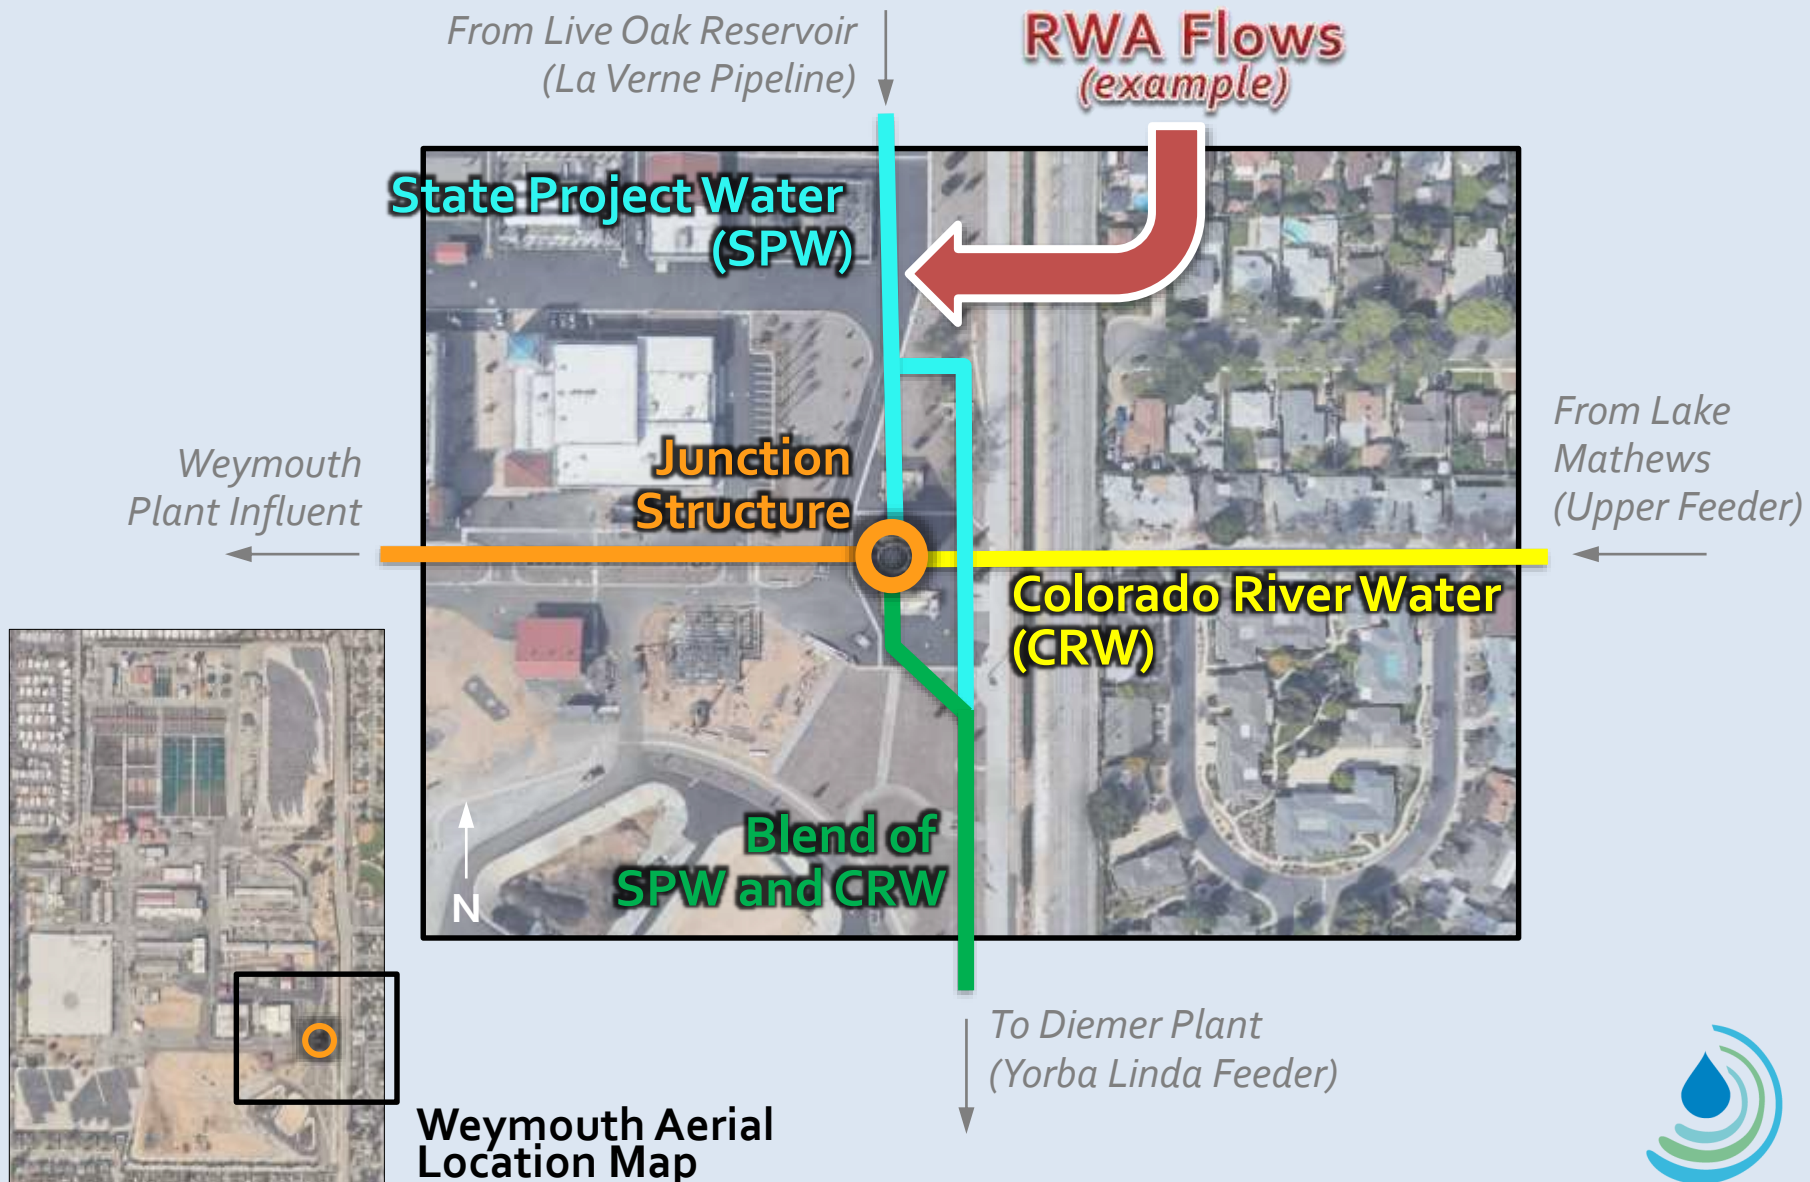 From Live Oak Reservoir
(La Verne Pipeline)
RWA Flows
(example)
State Project Water
(SPW)
Junction
Structure
Weymouth
Plant Influent
From Lake
Mathews
(Upper Feeder)
Colorado River Water
(CRW)
Blend of
SPW and CRW
N
To Diemer Plant
(Yorba Linda Feeder)
Weymouth Aerial
Location Map